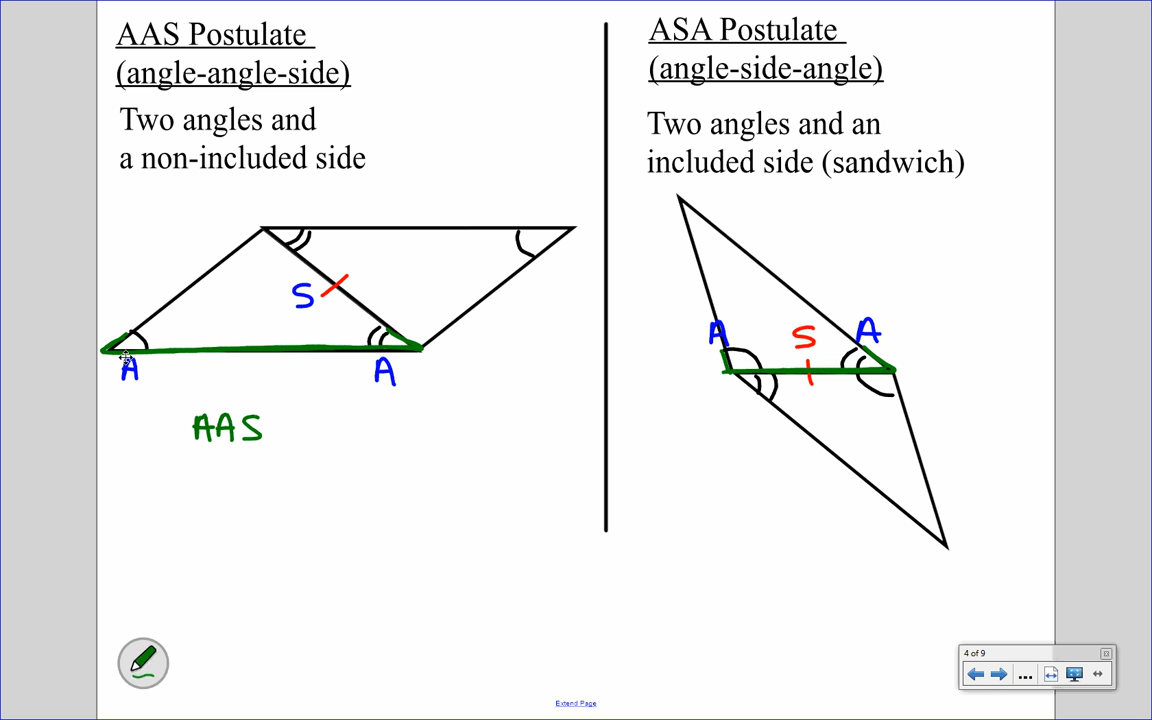 AAS Postulate
(angle-angle-side)
Two angles and
a non-included side
S
A
A
AAS
ASA Postulate
(angle-side-angle)
Two angles and an
included side (sandwich)
A
S
A
4 of 9
...
Extend Page